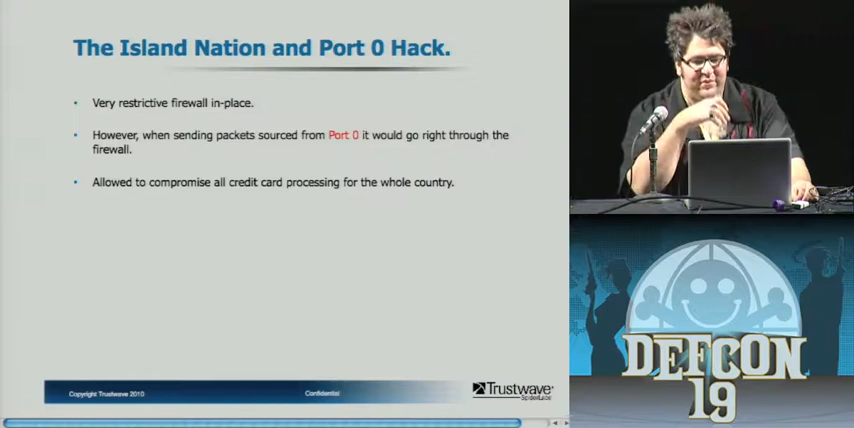 The Island Nation and Port 0 Hack.
• Very restrictive firewall in-place.
• However, when sending packets sourced from Port 0 it would go right through the
firewall.
• Allowed to compromise all credit card processing for the whole country.
Copyright Trustwave 2010
Confidential
Trustwave®
SpiderLabs
DEFCON
19